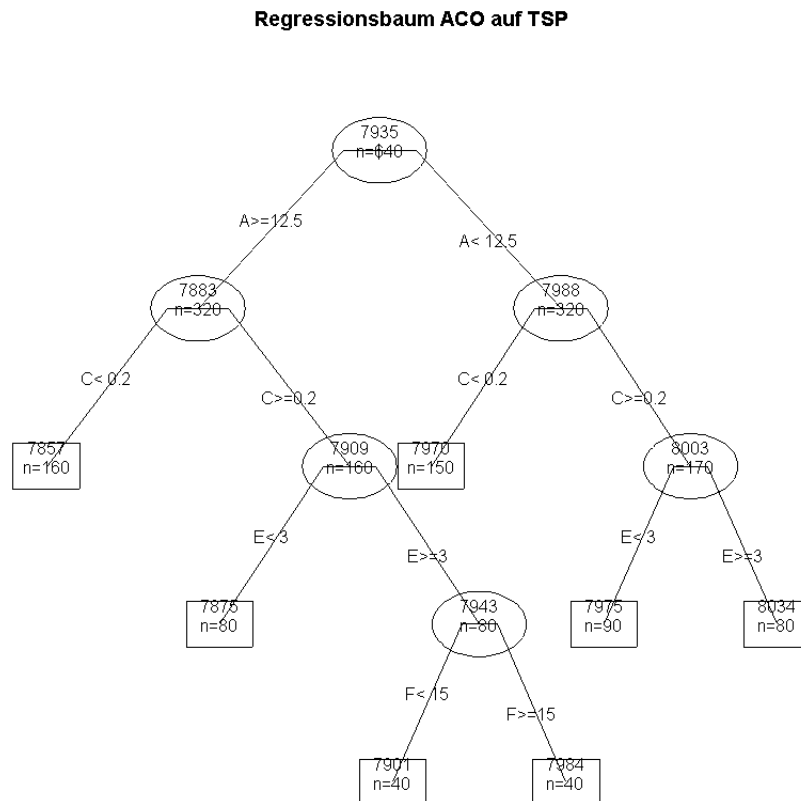 Regressionsbaum ACO auf TSP
7935
n=640
A>=12.5
A< 12.5
7883
n=320
7988
n=320
C< 0.2
C>=0.2
C< 0.2
C>=0.2
7857
n=160
7909
n=160
7970
n=150
8003
n=170
E< 3
E>=3
E< 3
E>=3
7875
n=80
7943
n=80
7975
n=90
8034
n=80
F< 15
F>=15
7901
n=40
7984
n=40